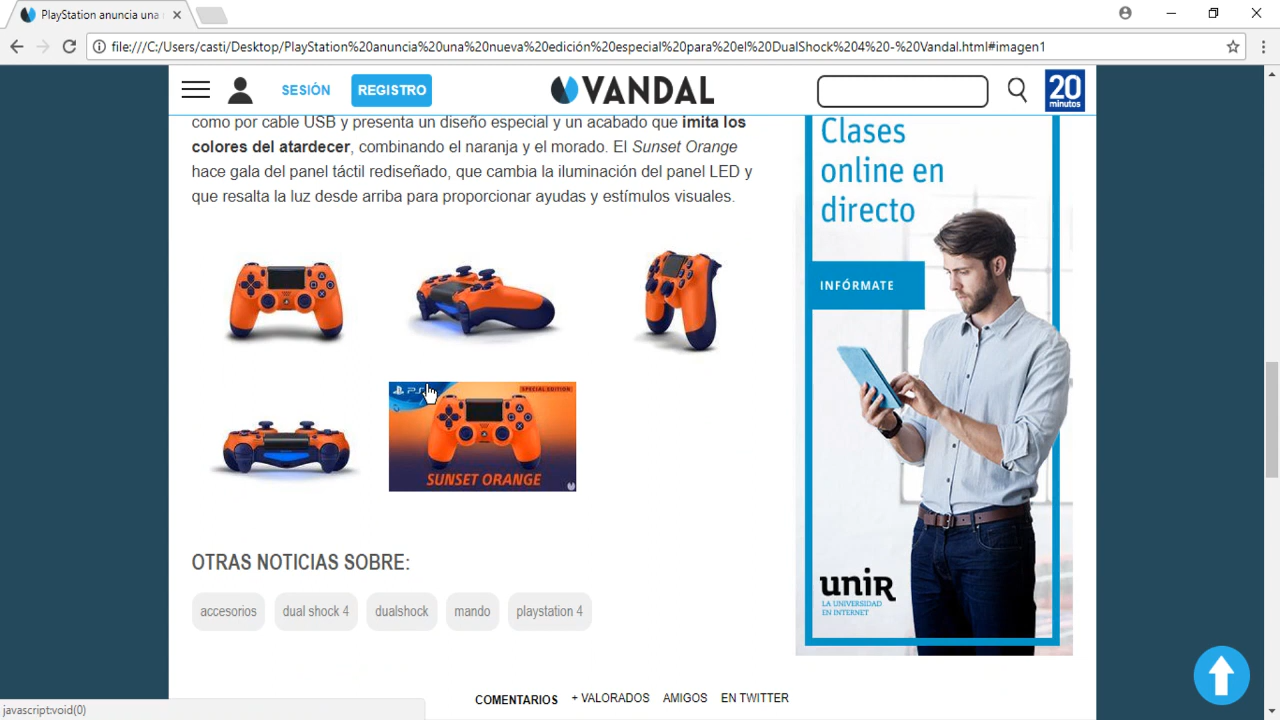 PlayStation anuncia una
file:///C:/Users/casti/Desktop/PlayStation%20anuncia%20una%20nueva%20edición%20especial%20para%20el%20DualShock%204%20-%20Vandal.html#imagen1
SESIÓN
REGISTRO
VANDAL
20
minutos
como por cable USB y presenta un diseño especial y un acabado que imita los
colores del atardecer, combinando el naranja y el morado. El Sunset Orange
hace gala del panel táctil rediseñado, que cambia la iluminación del panel LED y
que resalta la luz desde arriba para proporcionar ayudas y estímulos visuales.
Clases
online en
directo
INFÓRMATE
SPECIAL EDITION
SUNSET ORANGE
OTRAS NOTICIAS SOBRE:
accesorios
dual shock 4
dualshock
mando
playstation 4
unir
LA UNIVERSIDAD
EN INTERNET
COMENTARIOS
+ VALORADOS
AMIGOS
EN TWITTER
javascript:void(0)